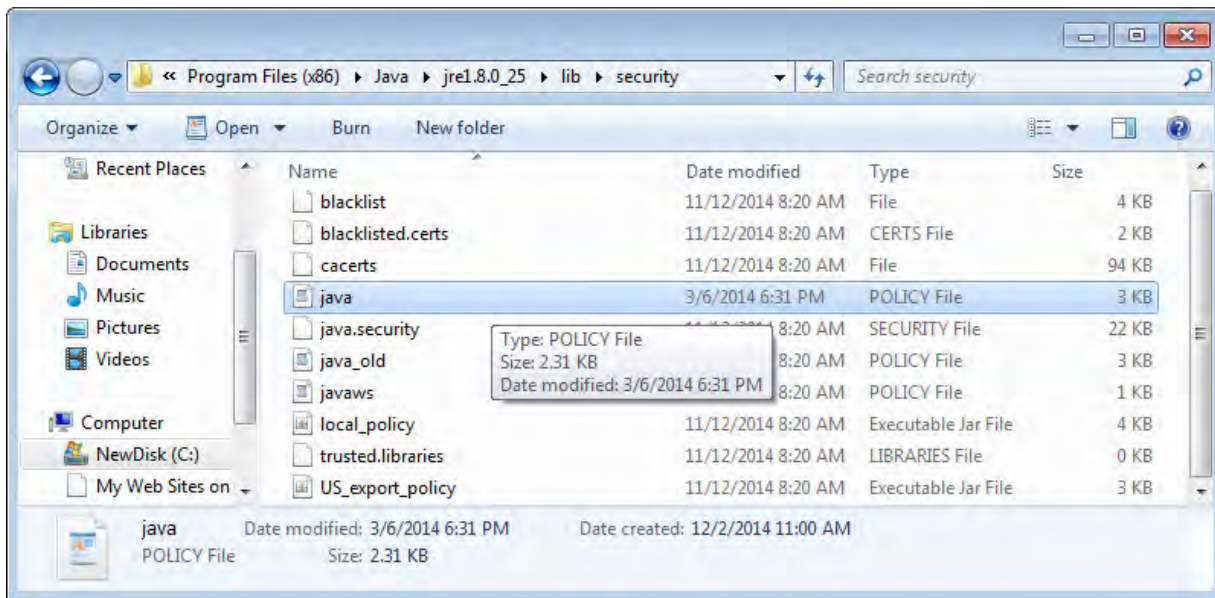 « Program Files (x86) ▸ Java ▸ jre1.8.0_25 ▸ lib ▸ security Search security
Organize Open Burn New folder
Recent Places
Libraries
Documents
Music
Pictures
Videos
Computer
NewDisk (C:)
My Web Sites on
Name Date modified Type Size
blacklist 11/12/2014 8:20 AM File 4 KB
blacklisted.certs 11/12/2014 8:20 AM CERTS File 2 KB
cacerts 11/12/2014 8:20 AM File 94 KB
java 3/6/2014 6:31 PM POLICY File 3 KB
java.security 8:20 AM SECURITY File 22 KB
java_old 8:20 AM POLICY File 3 KB
javaws 8:20 AM POLICY File 1 KB
local_policy 11/12/2014 8:20 AM Executable Jar File 4 KB
trusted.libraries 11/12/2014 8:20 AM LIBRARIES File 0 KB
US_export_policy 11/12/2014 8:20 AM Executable Jar File 3 KB
Type: POLICY File
Size: 2.31 KB
Date modified: 3/6/2014 6:31 PM
java Date modified: 3/6/2014 6:31 PM Date created: 12/2/2014 11:00 AM
POLICY File Size: 2.31 KB